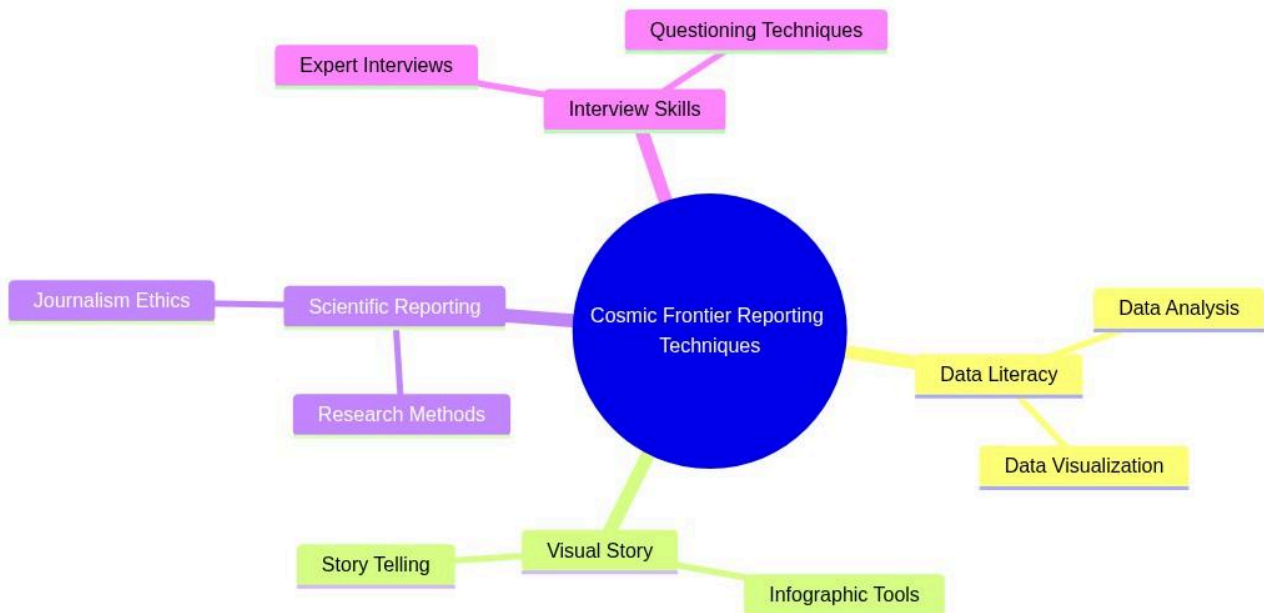 Questioning Techniques
Expert Interviews
Interview Skills
Journalism Ethics
Scientific Reporting
Research Methods
Cosmic Frontier Reporting
Techniques
Data Analysis
Data Literacy
Data Visualization
Visual Story
Story Telling
Infographic Tools